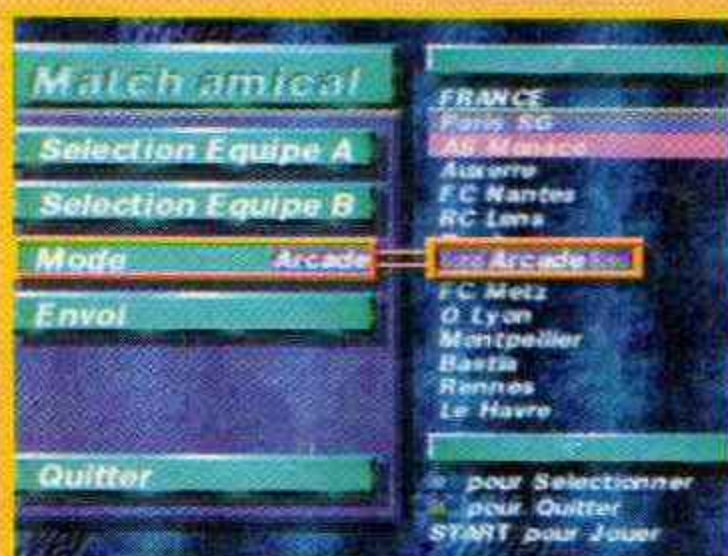 Match amical
Selection Equipe A
Selection Equipe B
Mode Arcade
Envoi
Quitter
FRANCE
Paris SG
AS Monaco
Auxerre
FC Nantes
RC Lens
Arcade
FC Metz
O Lyon
Montpellier
Bastia
Rennes
Le Havre
pour Selectionner
pour Quitter
START pour Jouer